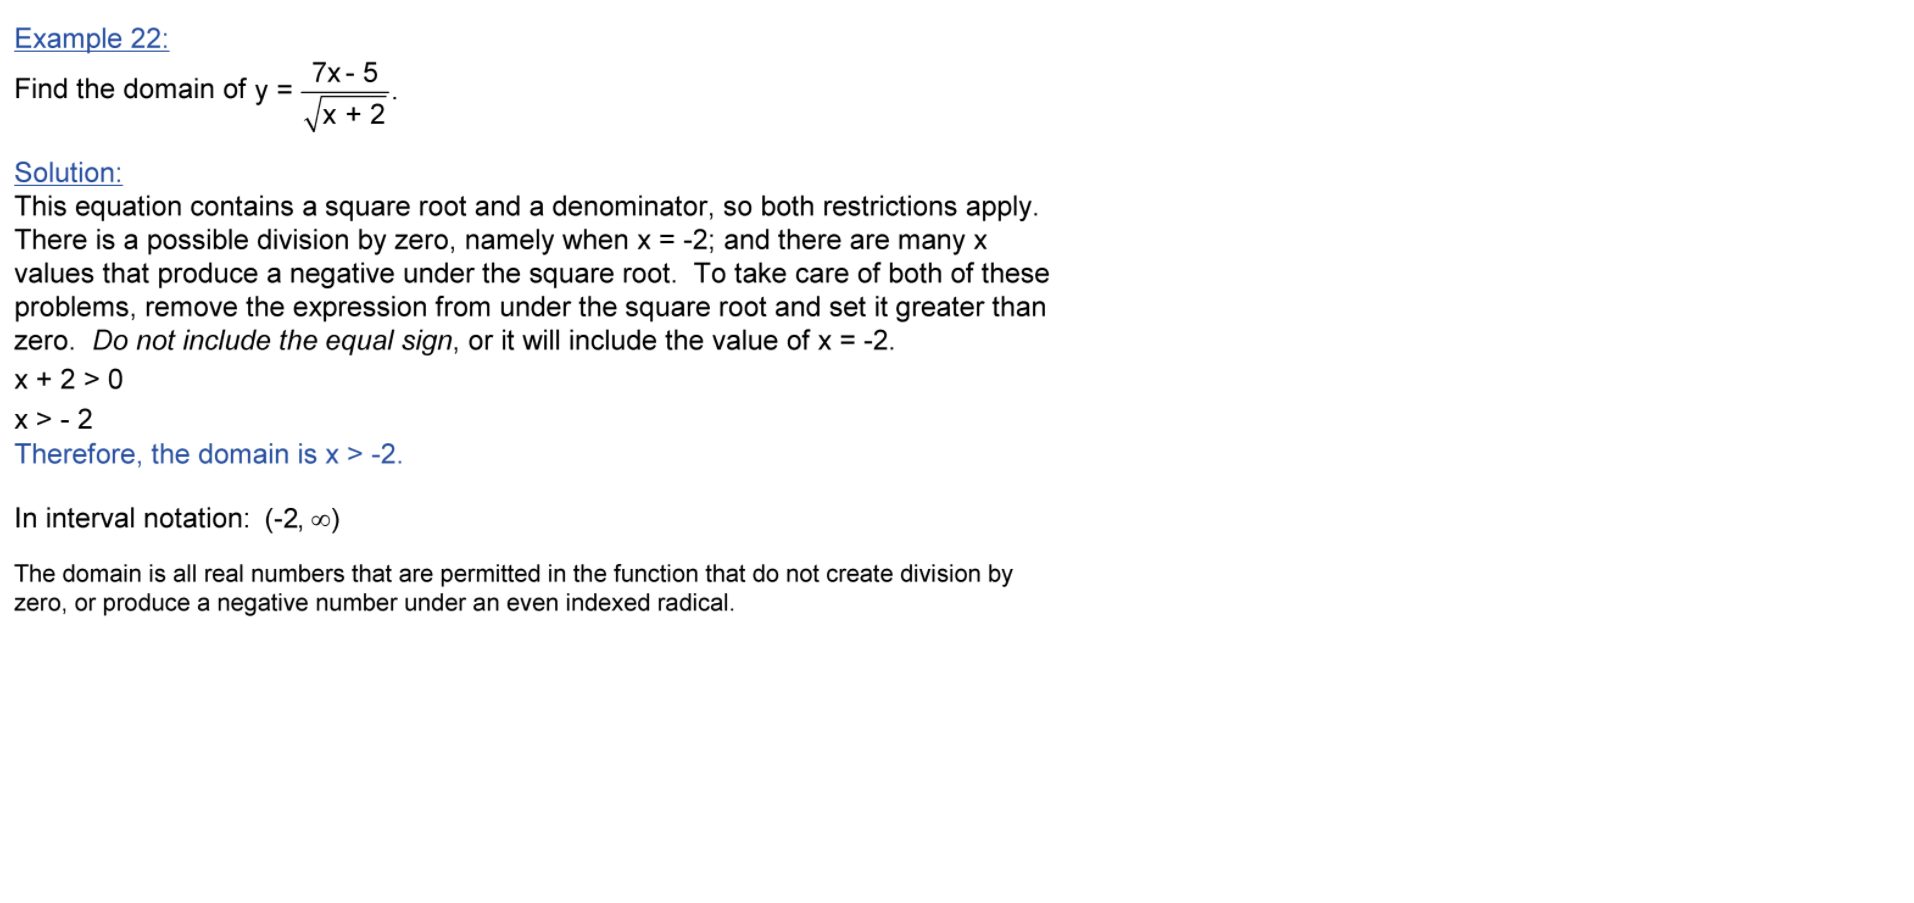 Example 22:
Find the domain of y = \frac{7x - 5}{\sqrt{x + 2}}.
Solution:
This equation contains a square root and a denominator, so both restrictions apply.
There is a possible division by zero, namely when x = -2; and there are many x
values that produce a negative under the square root.  To take care of both of these
problems, remove the expression from under the square root and set it greater than
zero.  Do not include the equal sign, or it will include the value of x = -2.
x + 2 > 0
x > - 2
Therefore, the domain is x > -2.
In interval notation:  (-2, ∞)
The domain is all real numbers that are permitted in the function that do not create division by
zero, or produce a negative number under an even indexed radical.